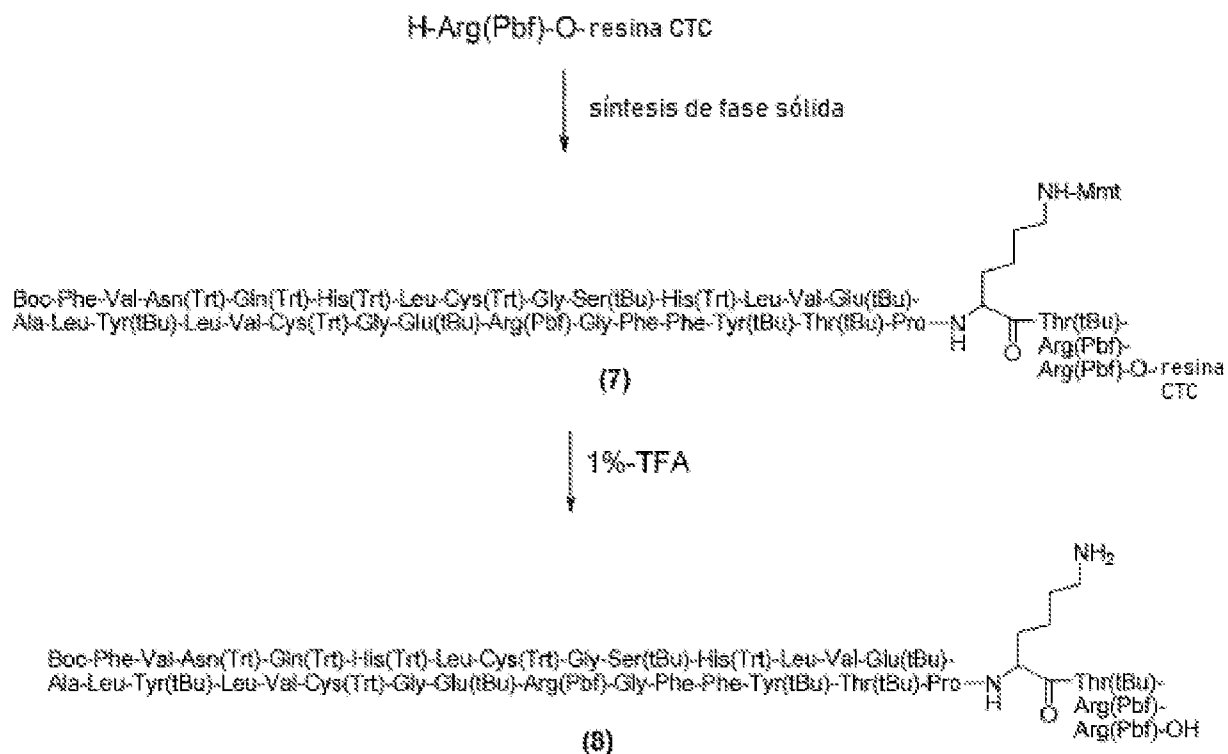 H-Arg(Pbf)-O-resina CTC
síntesis de fase sólida
NH-Mmt
Boc-Phe-Val-Asn(Trt)-Gln(Trt)-His(Trt)-Leu-Cys(Trt)-Gly-Ser(tBu)-His(Trt)-Leu-Val-Glu(tBu)-
Ala-Leu-Tyr(tBu)-Leu-Val-Cys(Trt)-Gly-Glu(tBu)-Arg(Pbf)-Gly-Phe-Phe-Tyr(tBu)-Thr(tBu)-Pro
N
H
O
Thr(tBu)-
Arg(Pbf)-
Arg(Pbf)-O-resina
CTC
(7)
1%-TFA
NH2
Boc-Phe-Val-Asn(Trt)-Gln(Trt)-His(Trt)-Leu-Cys(Trt)-Gly-Ser(tBu)-His(Trt)-Leu-Val-Glu(tBu)-
Ala-Leu-Tyr(tBu)-Leu-Val-Cys(Trt)-Gly-Glu(tBu)-Arg(Pbf)-Gly-Phe-Phe-Tyr(tBu)-Thr(tBu)-Pro
N
H
O
Thr(tBu)-
Arg(Pbf)-
Arg(Pbf)-OH
(8)